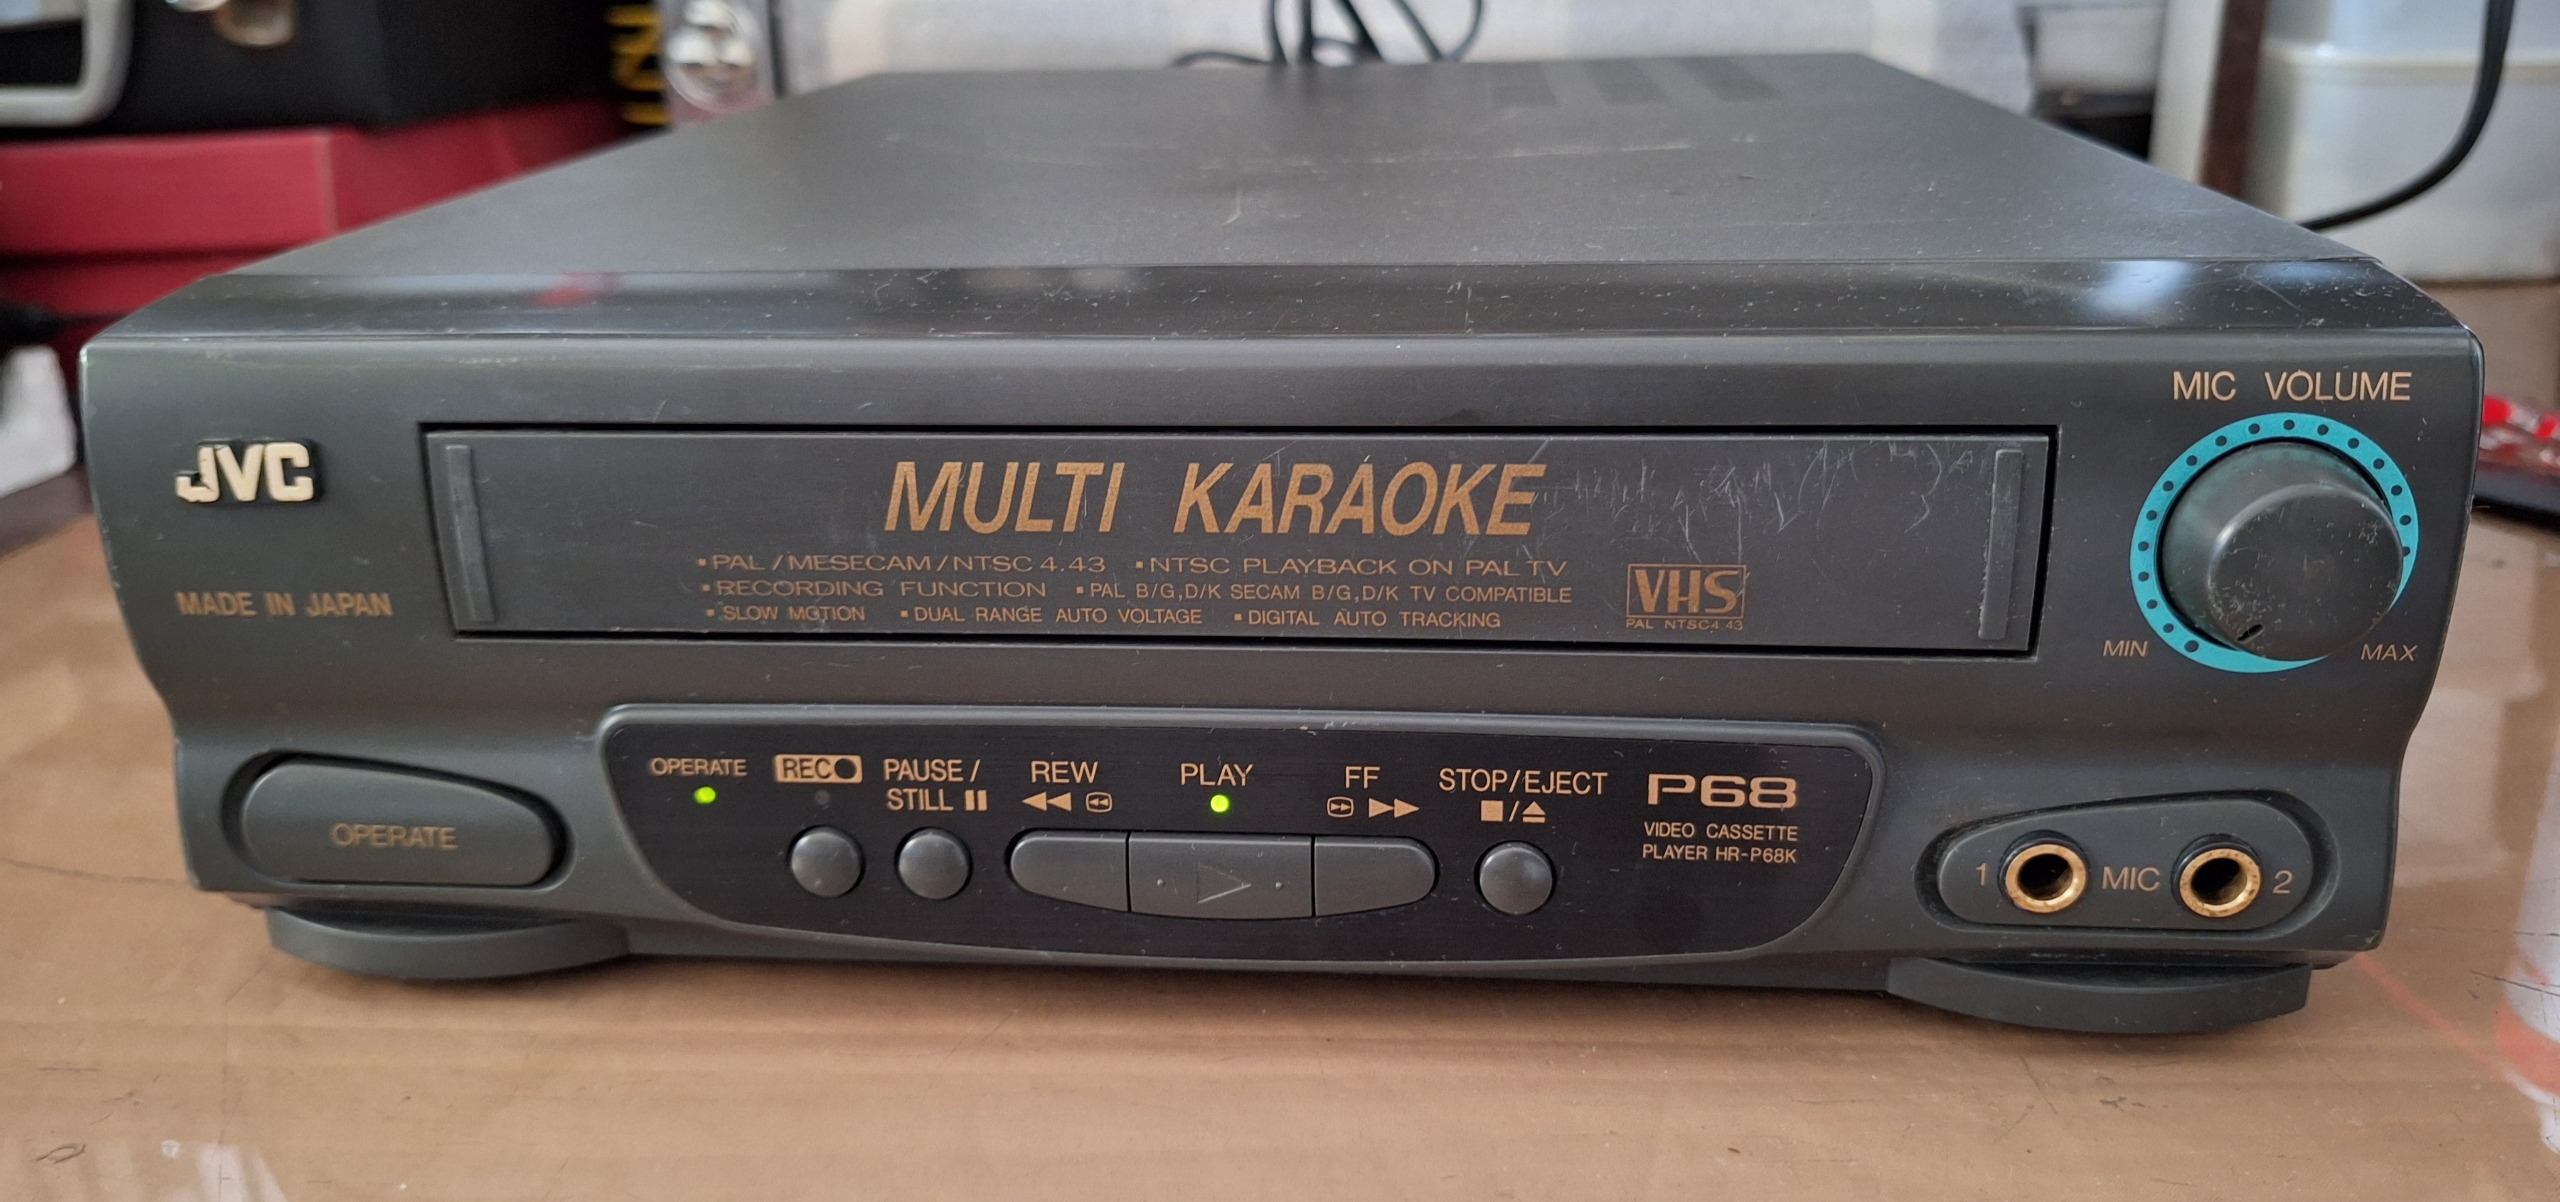 MIC VOLUME
JVC
MULTI KARAOKE
▪PAL/MESECAM/NTSC 4.43 ▪NTSC PLAYBACK ON PAL TV
▪RECORDING FUNCTION ▪PAL B/G,D/K SECAM B/G,D/K TV COMPATIBLE
▪SLOW MOTION ▪DUAL RANGE AUTO VOLTAGE ▪DIGITAL AUTO TRACKING
VHS
PAL NTSC4.43
MADE IN JAPAN
MIN
MAX
OPERATE
OPERATE
REC
PAUSE/
STILL
REW
PLAY
FF
STOP/EJECT
P68
VIDEO CASSETTE
PLAYER HR-P68K
1 MIC 2